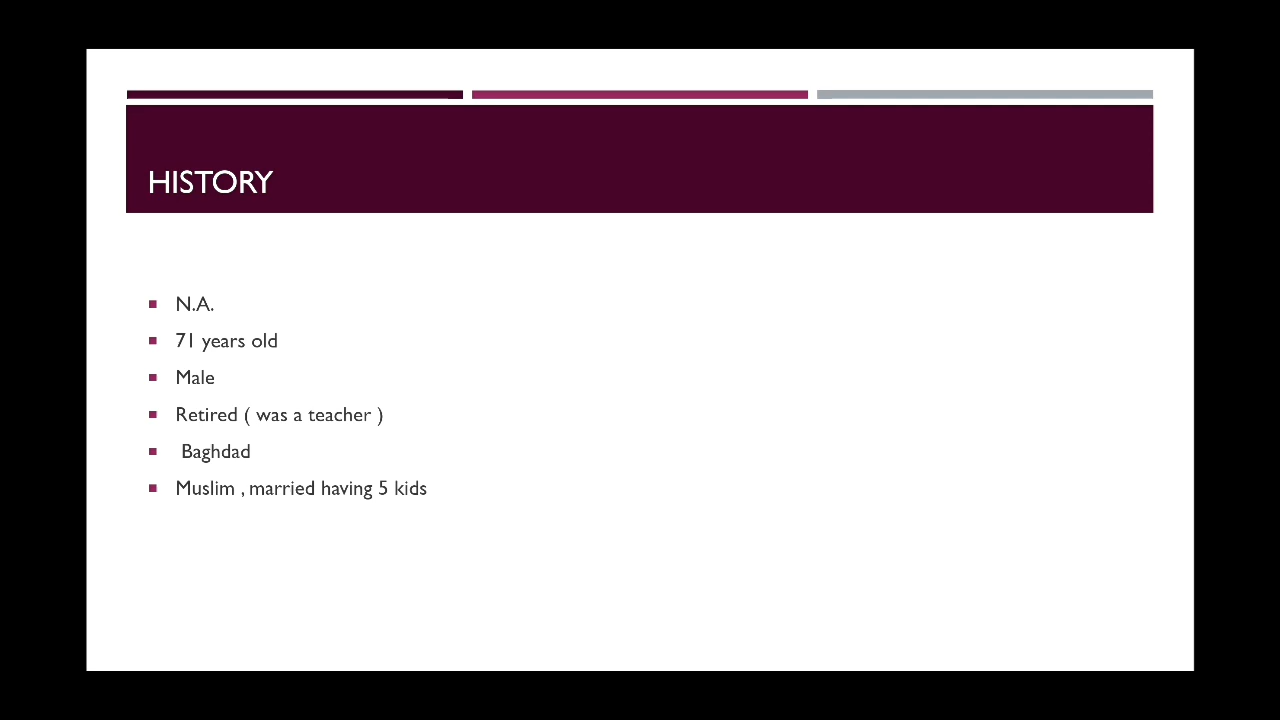 HISTORY
N.A.
71 years old
Male
Retired ( was a teacher )
Baghdad
Muslim , married having 5 kids